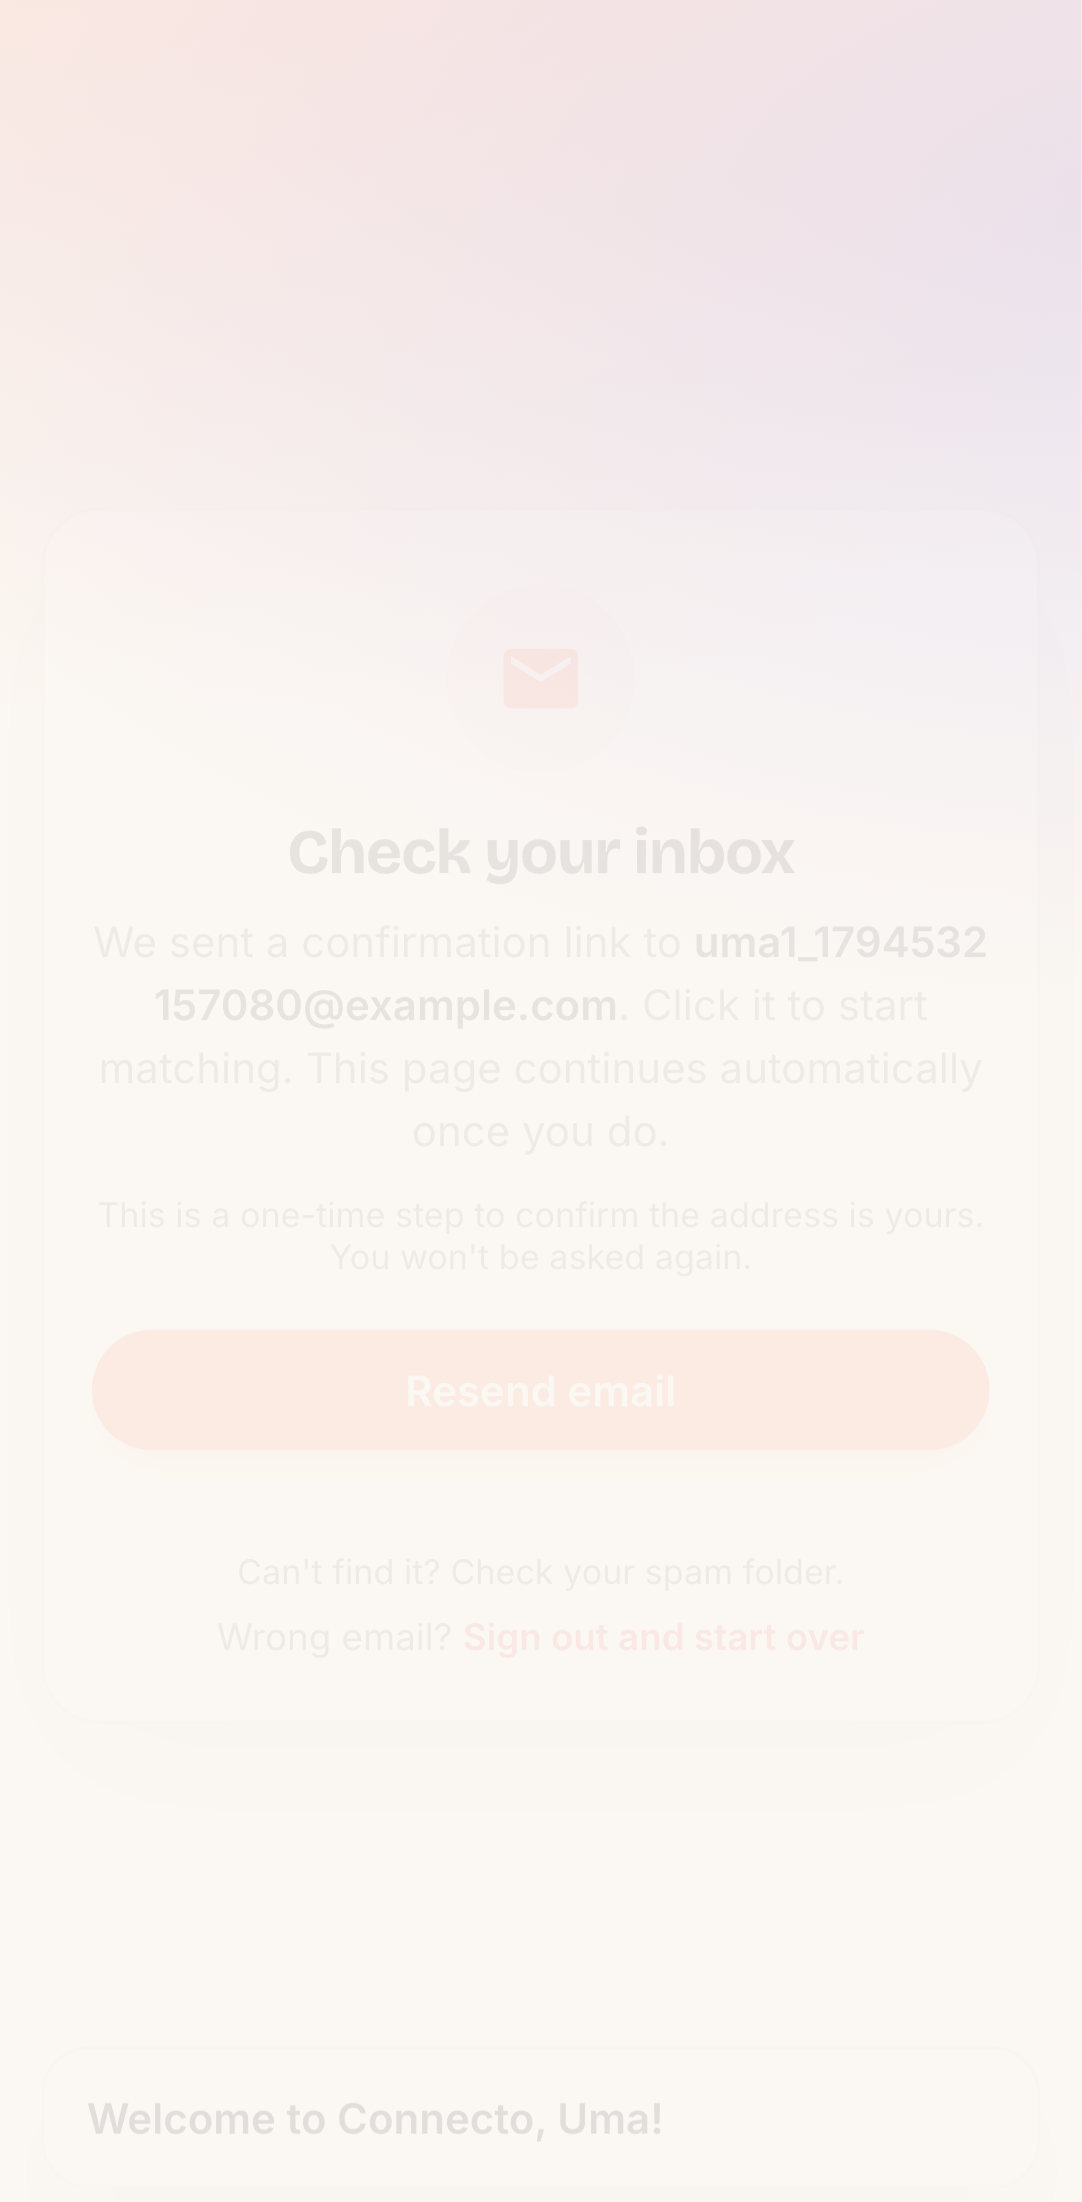 Check your inbox
We sent a confirmation link to uma1_1794532
157080@example.com. Click it to start
matching. This page continues automatically
once you do.
This is a one-time step to confirm the address is yours.
You won't be asked again.
Resend email
Can't find it? Check your spam folder.
Wrong email? Sign out and start over
Welcome to Connecto, Uma!